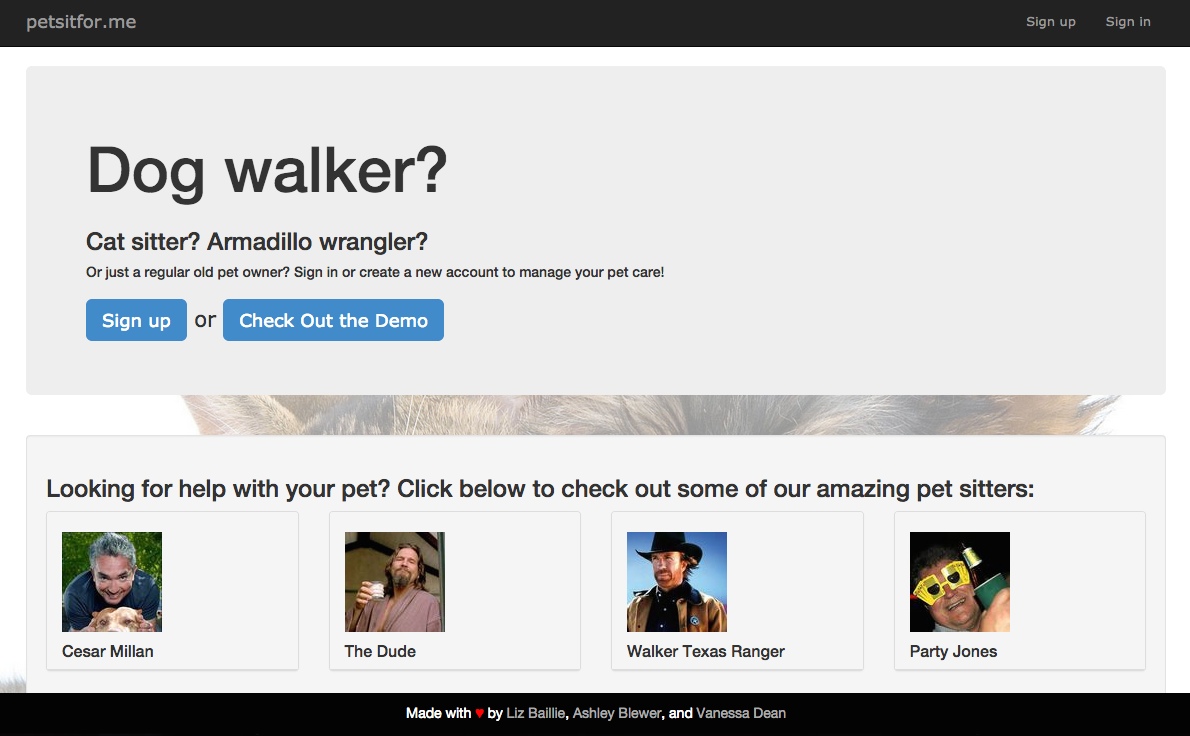 petsitfor.me Sign up Sign in
Dog walker?
Cat sitter? Armadillo wrangler?
Or just a regular old pet owner? Sign in or create a new account to manage your pet care!
Sign up or Check Out the Demo
Looking for help with your pet? Click below to check out some of our amazing pet sitters:
Cesar Millan The Dude Walker Texas Ranger Party Jones
Made with ♥ by Liz Baillie, Ashley Blewer, and Vanessa Dean